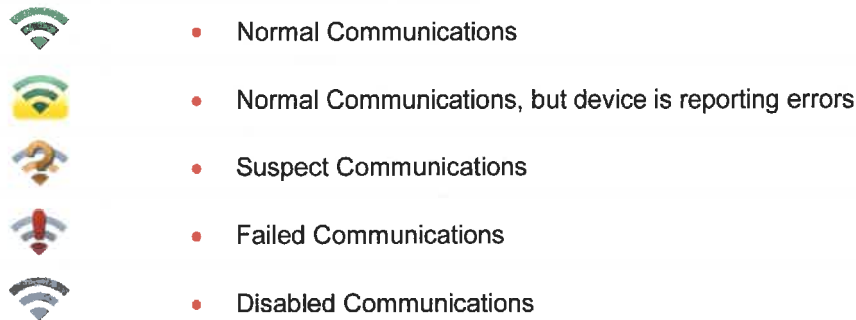 • Normal Communications
• Normal Communications, but device is reporting errors
• Suspect Communications
• Failed Communications
• Disabled Communications